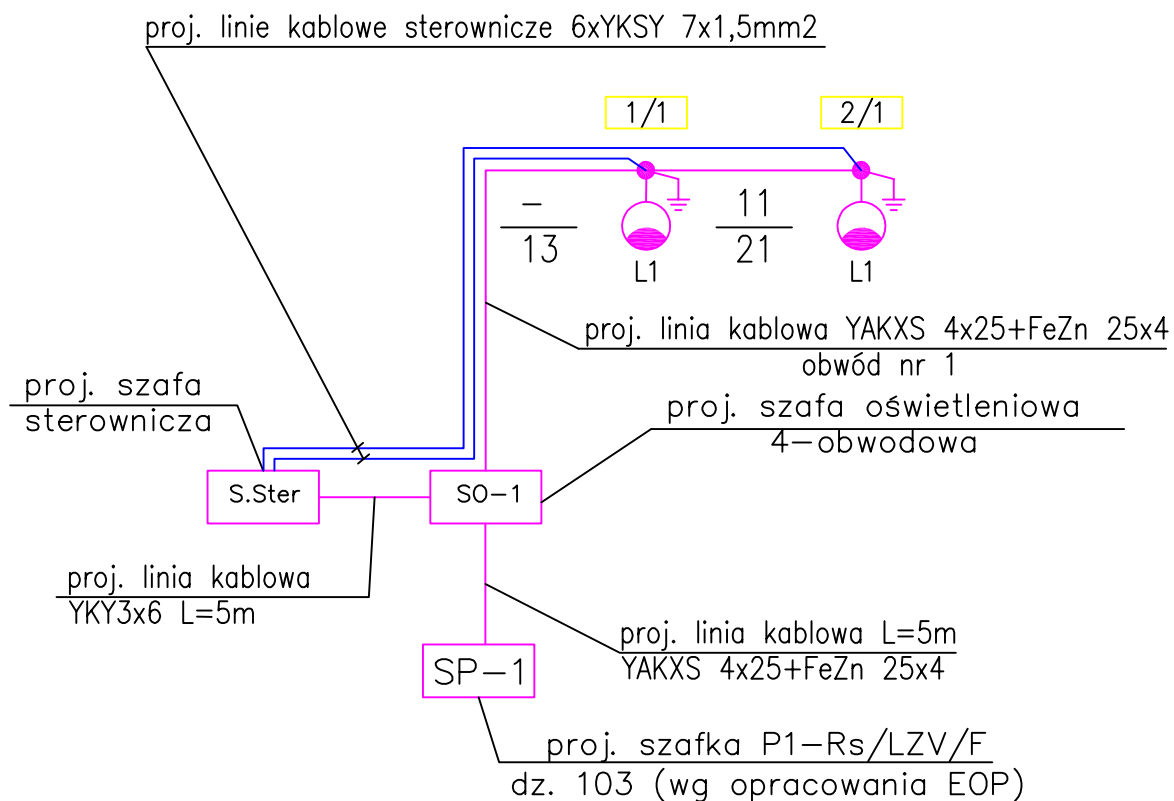 proj. linie kablowe sterownicze 6xYKSY 7x1,5mm2
1/1
2/1
–
13
11
21
L1
L1
proj. linia kablowa YAKXS 4x25+FeZn 25x4
obwód nr 1
proj. szafa
sterownicza
proj. szafa oświetleniowa
4–obwodowa
S.Ster
SO–1
proj. linia kablowa
YKY3x6 L=5m
proj. linia kablowa L=5m
YAKXS 4x25+FeZn 25x4
SP–1
proj. szafka P1–Rs/LZV/F
dz. 103 (wg opracowania EOP)